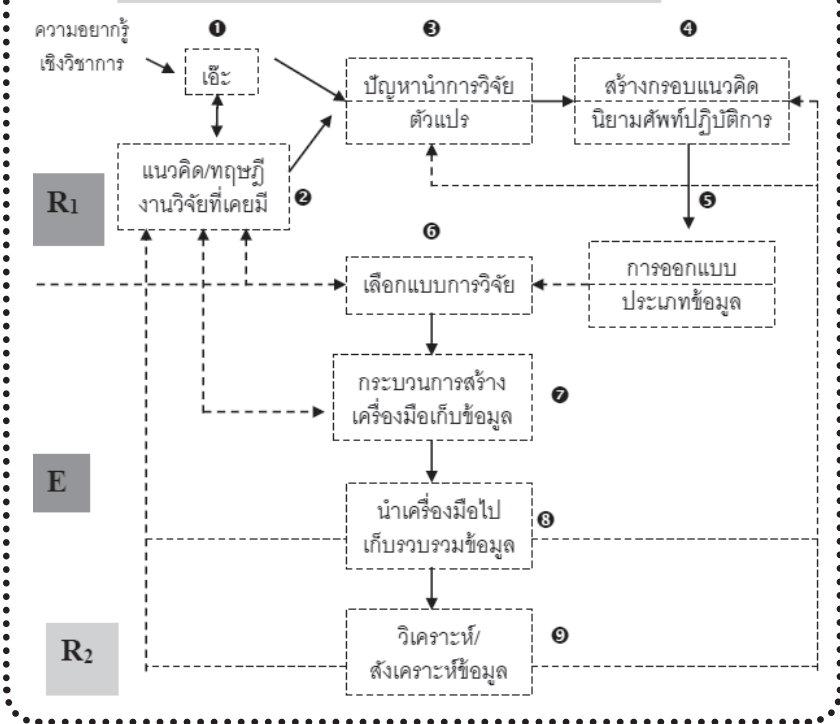 ความอยากรู้
เชิงวิชาการ
❶
เอ๊ะ
❸
ปัญหานำการวิจัย
ตัวแปร
❹
สร้างกรอบแนวคิด
นิยามศัพท์ปฏิบัติการ
R1
แนวคิด/ทฤษฎี
งานวิจัยที่เคยมี
❷
❺
❻
เลือกแบบการวิจัย
การออกแบบ
ประเภทข้อมูล
กระบวนการสร้าง
เครื่องมือเก็บข้อมูล
❼
E
นำเครื่องมือไป
เก็บรวบรวมข้อมูล
❽
R2
วิเคราะห์/
สังเคราะห์ข้อมูล
❾